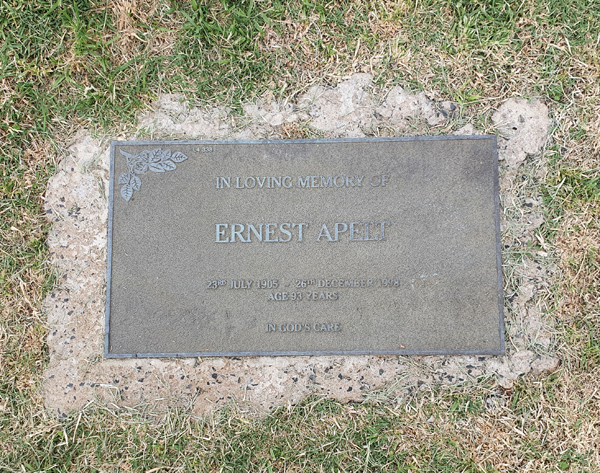 IN LOVING MEMORY OF
ERNEST APELT
23RD JULY 1905 - 26TH DECEMBER 1998
AGE 93 YEARS
IN GOD'S CARE